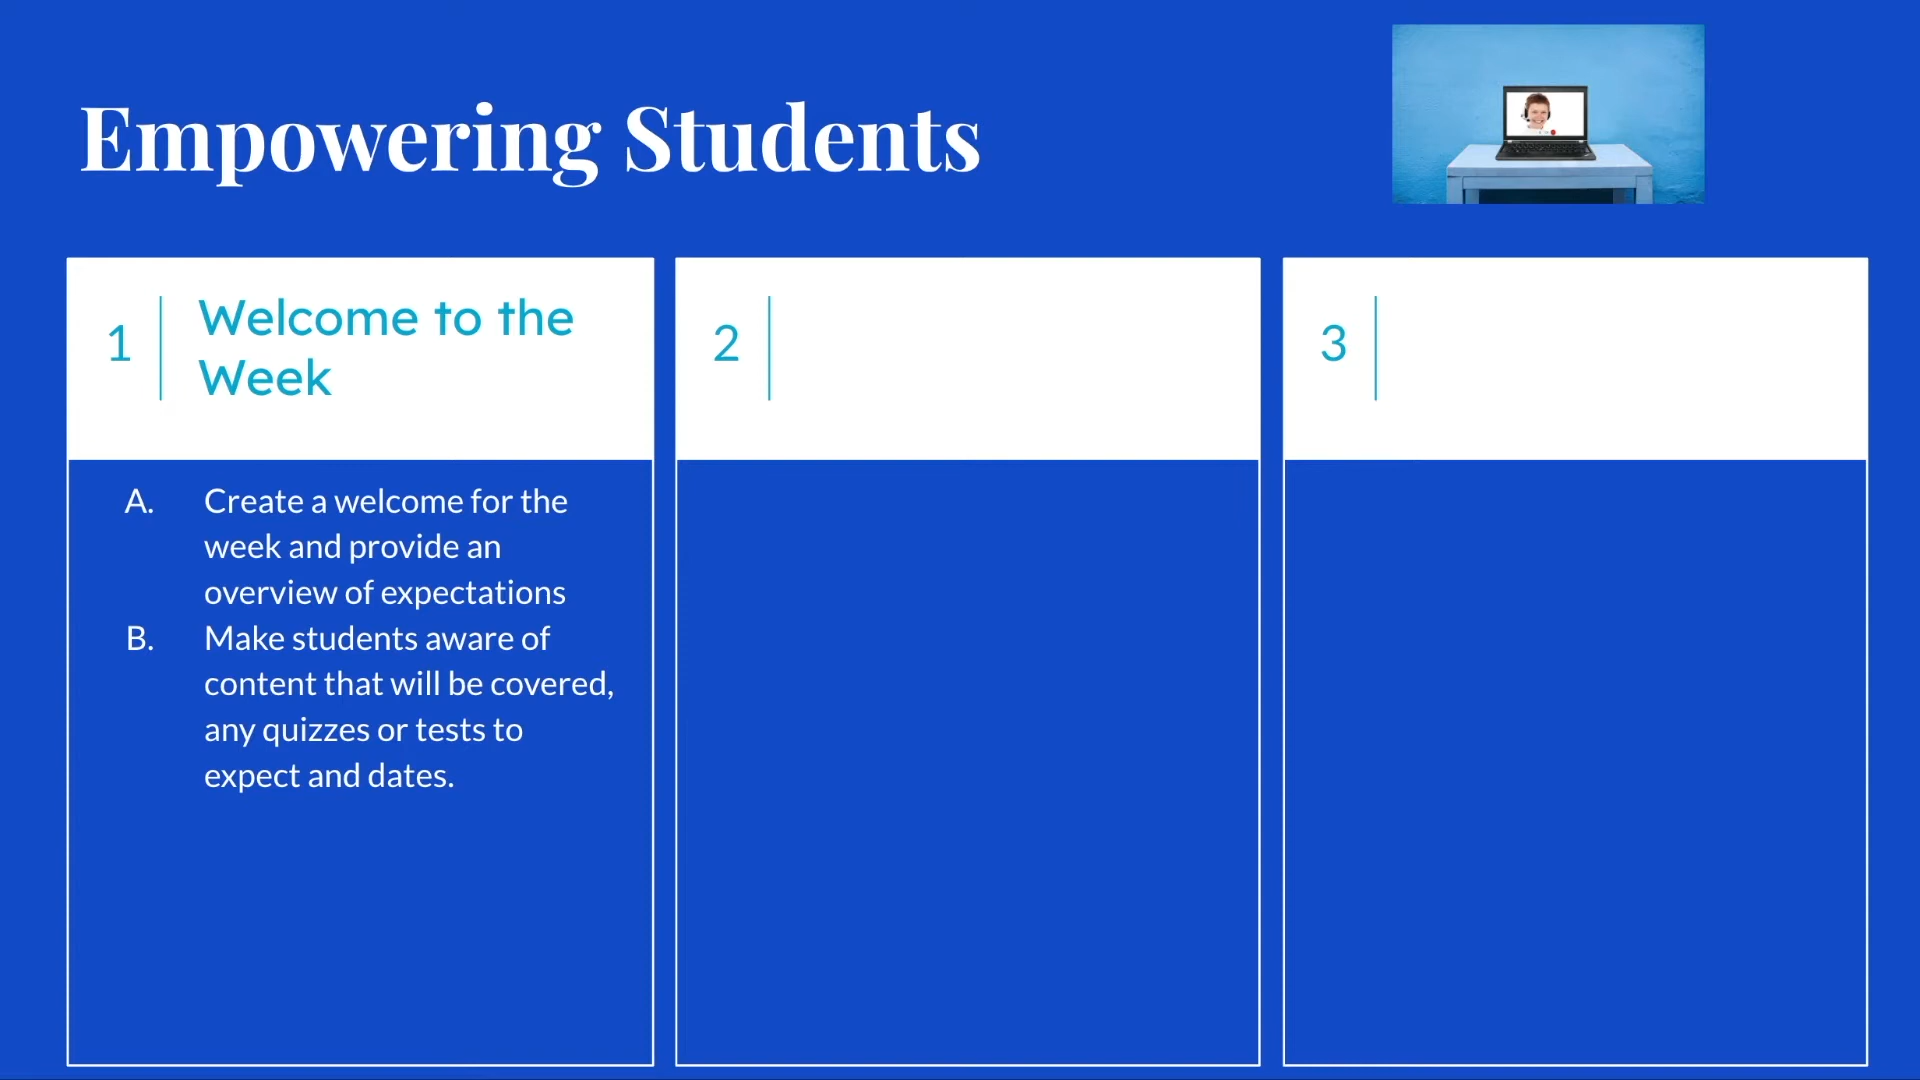 Empowering Students
1
Welcome to the
Week
A. Create a welcome for the
week and provide an
overview of expectations
B. Make students aware of
content that will be covered,
any quizzes or tests to
expect and dates.
2
3